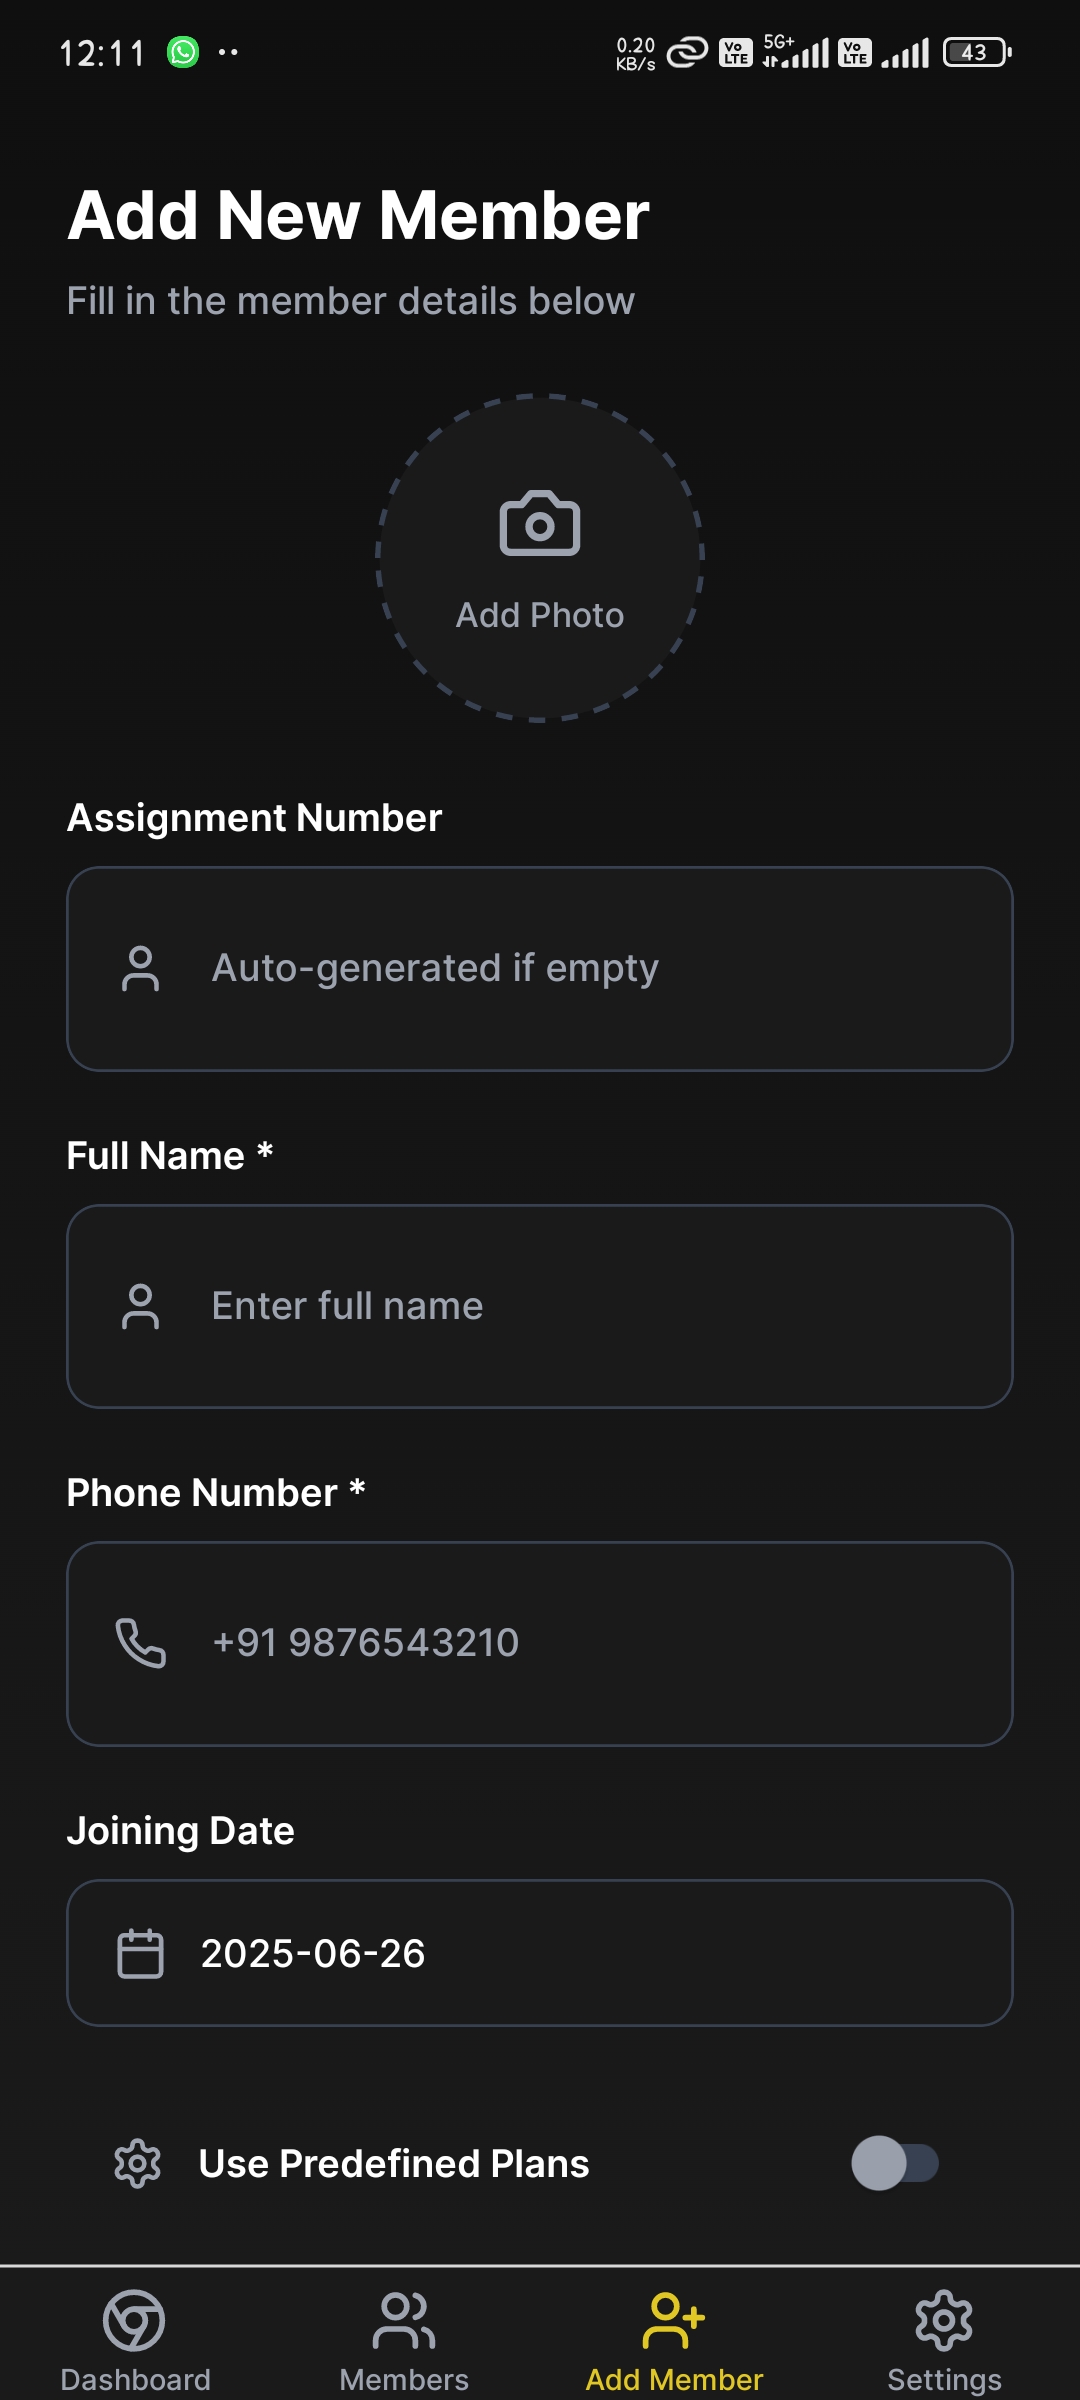 12:11
0.20
KB/s
Vo
LTE
5G+
Vo
LTE
43
Add New Member
Fill in the member details below
Add Photo
Assignment Number
Auto-generated if empty
Full Name *
Enter full name
Phone Number *
+91 9876543210
Joining Date
2025-06-26
Use Predefined Plans
Dashboard
Members
Add Member
Settings